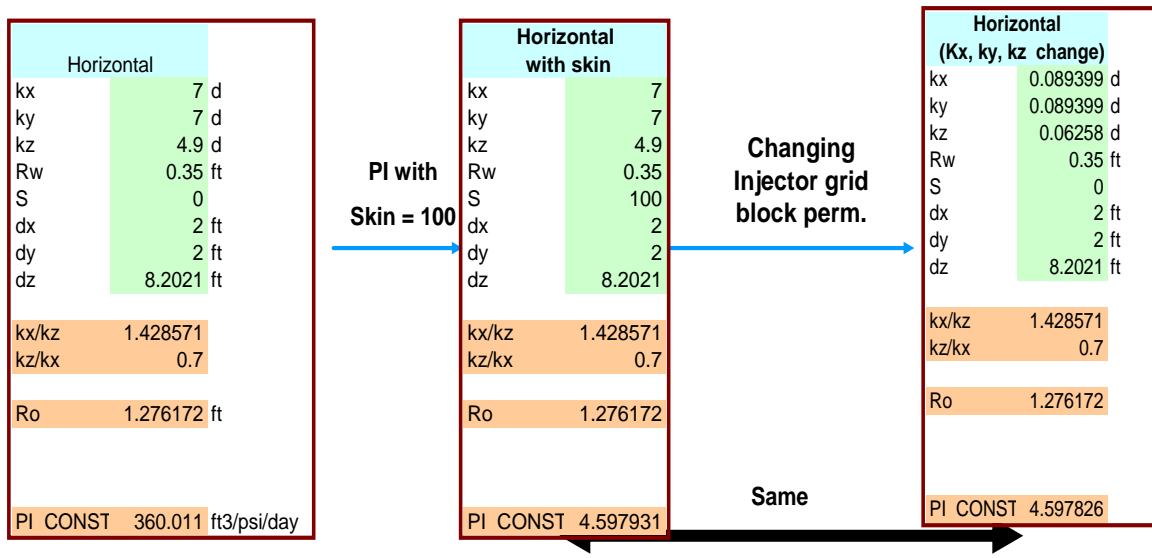 Horizontal
kx 7 d
ky 7 d
kz 4.9 d
Rw 0.35 ft
S 0
dx 2 ft
dy 2 ft
dz 8.2021 ft
kx/kz 1.428571
kz/kx 0.7
Ro 1.276172 ft
PI CONST 360.011 ft3/psi/day
PI with
Skin = 100
Horizontal
with skin
kx 7
ky 7
kz 4.9
Rw 0.35
S 100
dx 2
dy 2
dz 8.2021
kx/kz 1.428571
kz/kx 0.7
Ro 1.276172
PI CONST 4.597931
Changing
Injector grid
block perm.
Same
Horizontal
(Kx, ky, kz change)
kx 0.089399 d
ky 0.089399 d
kz 0.06258 d
Rw 0.35 ft
S 0
dx 2 ft
dy 2 ft
dz 8.2021 ft
kx/kz 1.428571
kz/kx 0.7
Ro 1.276172
PI CONST 4.597826